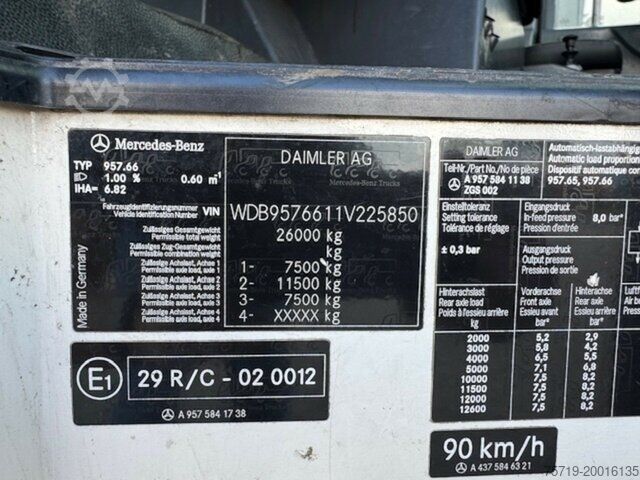 Mercedes-Benz
TYP 957.66
1.00 % 0.60 m⁻¹
IHA= 6.82
Fahrzeugidentifizierungsnummer
Vehicle Identification Number VIN
Zulässiges Gesamtgewicht
Permissible total weight
Zulässiges Zug-Gesamtgewicht
Permissible combination weight
Zulässige Achslast, Achse 1
Permissible axle load, axle 1
Zulässige Achslast, Achse 2
Permissible axle load, axle 2
Zulässige Achslast, Achse 3
Permissible axle load, axle 3
Zulässige Achslast, Achse 4
Permissible axle load, axle 4
Made in Germany
DAIMLER AG
WDB9576611V225850
26000 kg
kg
1- 7500 kg
2- 11500 kg
3- 7500 kg
4- XXXXX kg
E1
29 R/C - 02 0012
A 957 584 17 38
DAIMLER AG
Teil-Nr./Part No./No de pièce
A 957 584 11 38
ZGS 002
Automatisch-lastabhängig
Automatic load proportion
Dispositif automatique co
957.65, 957.66
Einstelltoleranz
Setting tolerance
Tolérance de réglage
± 0,3 bar
Eingangsdruck
In-feed pressure 8,0 bar*
Pression d'entrée
Ausgangsdruck
Output pressure
Pression de sortie
Hinterachslast Vorderachse Hinterachse Luftf
Rear axle load Front axle Rear axle Air b
Poids à l'essieu arrière Essieu avant Essieu arrière
kg bar* bar*
2000 5,2 2,9
3000 5,8 4,2
4000 6,5 5,5
5000 7,1 6,8
10000 7,5 8,2
11500 7,5 8,2
12000 7,5 8,2
12600 7,5 8,2
90 km/h
A 437 584 63 21
75719-20016135